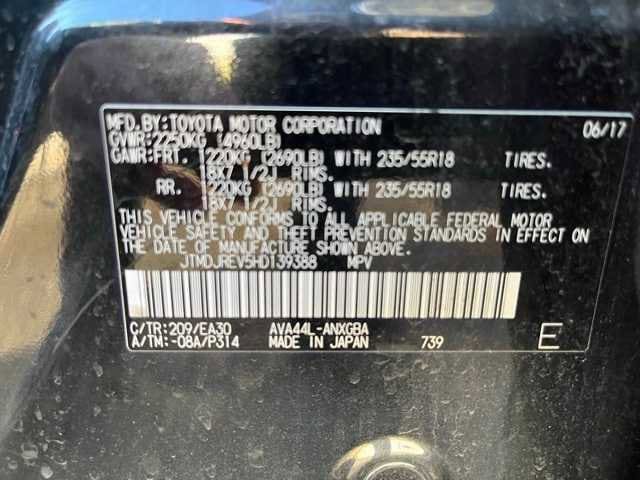 MFD.BY:TOYOTA MOTOR CORPORATION 06/17
GVWR:2250KG (4960LB)
GAWR:FRT. 1220KG (2690LB) WITH 235/55R18 TIRES.
18X7 1/2J RIMS.
RR. 1220KG (2690LB) WITH 235/55R18 TIRES.
18X7 1/2J RIMS.
THIS VEHICLE CONFORMS TO ALL APPLICABLE FEDERAL MOTOR
VEHICLE SAFETY AND THEFT PREVENTION STANDARDS IN EFFECT ON
THE DATE OF MANUFACTURE SHOWN ABOVE.
JTMDJREV5HD139388 MPV
C/TR:209/EA30 AVA44L-ANXGBA
A/TM:-08A/P314 MADE IN JAPAN 739 E